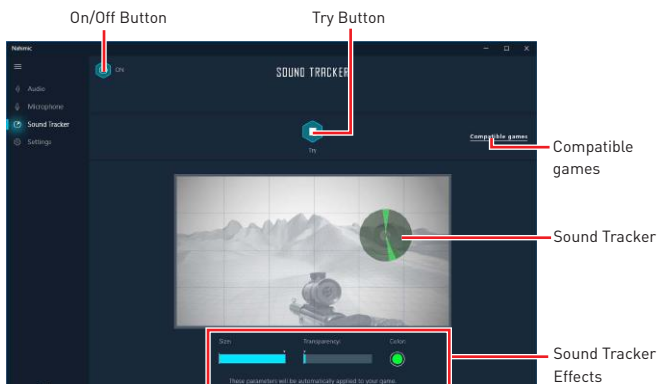 On/Off Button
Try Button
Nahimic
ON
SOUND TRACKER
Audio
Microphone
Sound Tracker
Settings
Try
Compatible games
Compatible
games
Sound Tracker
Size:
Transparency:
Color:
These parameters will be automatically applied to your game.
Sound Tracker
Effects